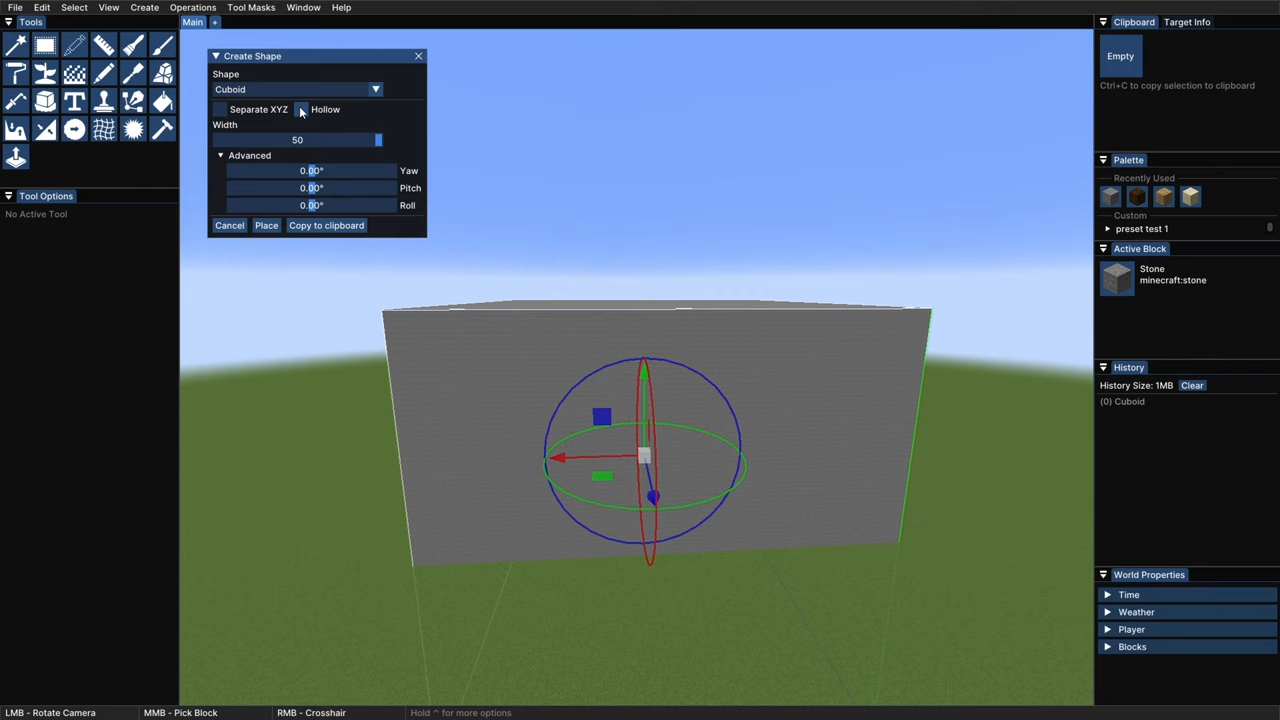 File Edit Select View Create Operations Tool Masks Window Help
Tools
Main +
Clipboard Target Info
Empty
Ctrl+C to copy selection to clipboard
Create Shape
Shape
Cuboid
Separate XYZ Hollow
Width
50
Advanced
0.00° Yaw
0.00° Pitch
0.00° Roll
Cancel Place Copy to clipboard
Tool Options
No Active Tool
Palette
Recently Used
Custom
preset test 1
Active Block
Stone
minecraft:stone
History
History Size: 1MB Clear
(0) Cuboid
World Properties
Time
Weather
Player
Blocks
LMB - Rotate Camera MMB - Pick Block RMB - Crosshair Hold ^ for more options